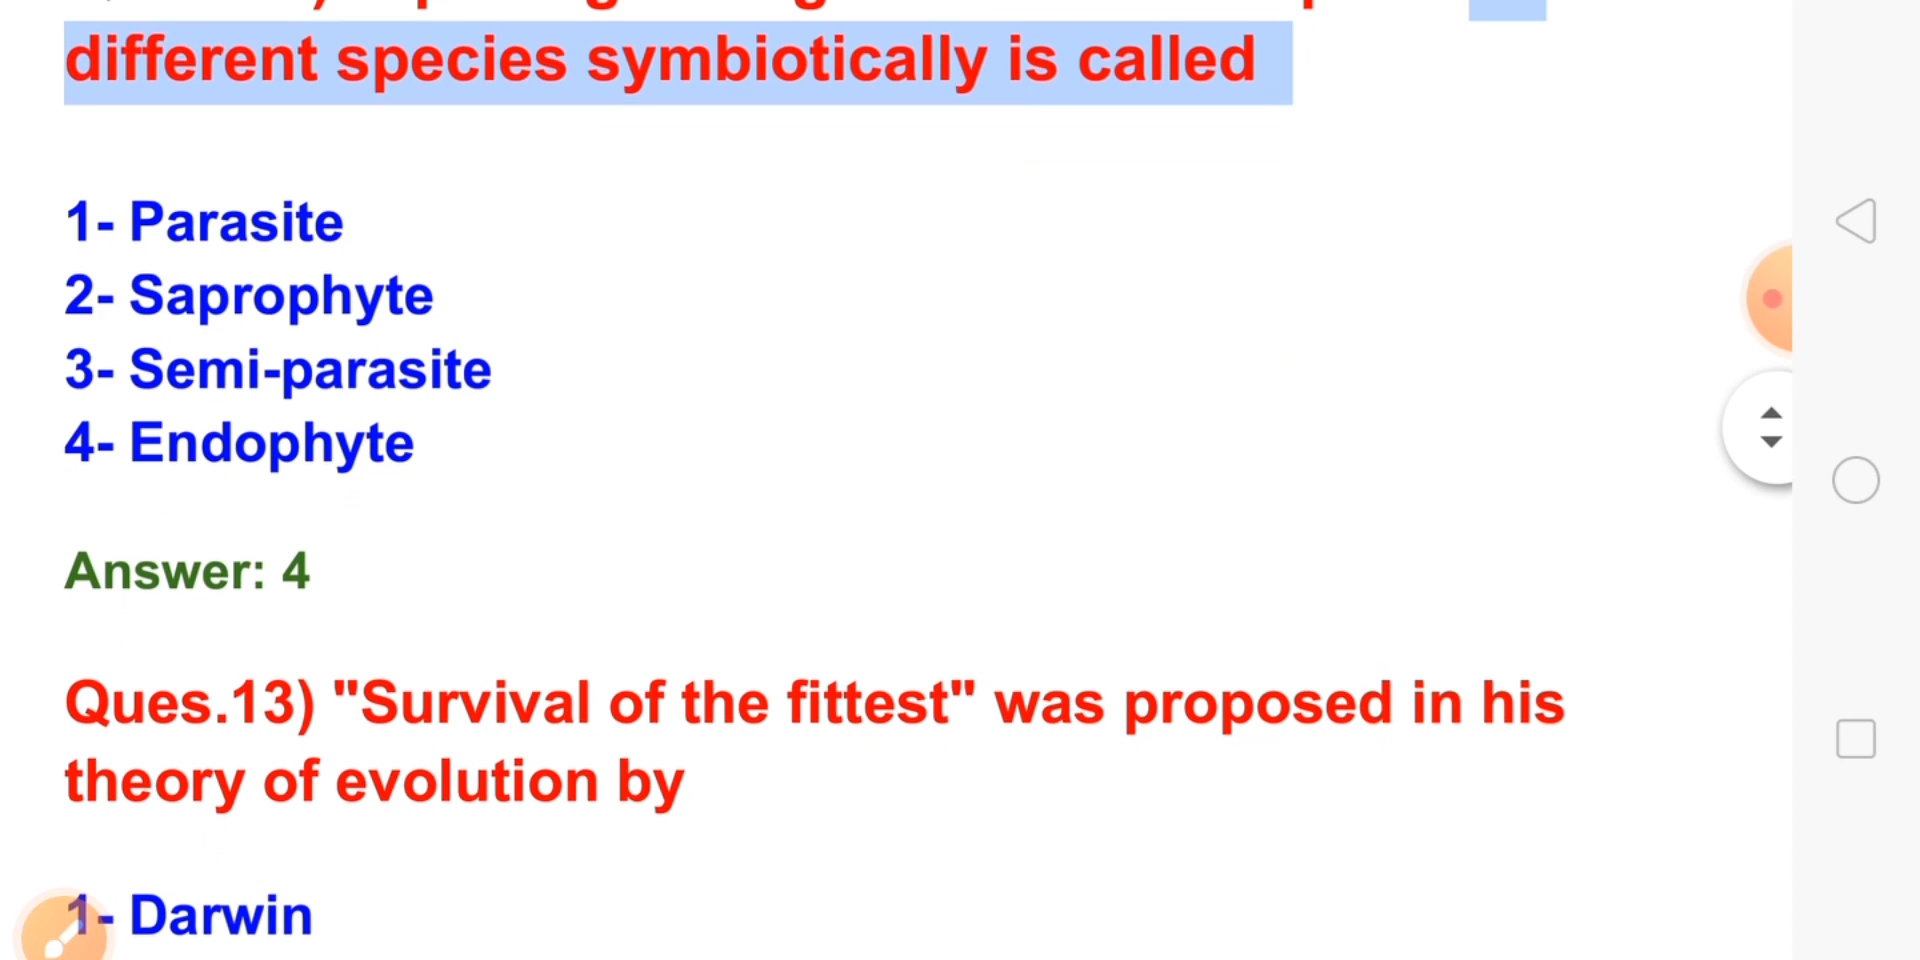 different species symbiotically is called
1- Parasite
2- Saprophyte
3- Semi-parasite
4- Endophyte
Answer: 4
Ques.13) "Survival of the fittest" was proposed in his
theory of evolution by
1- Darwin